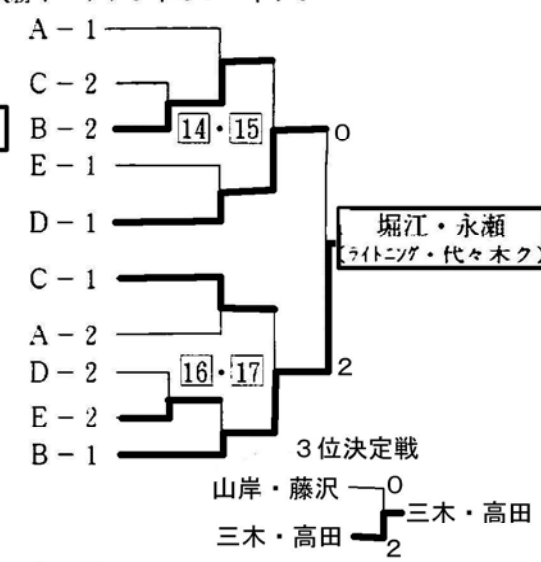 A － 1
C － 2
B － 2
14・15
0
E － 1
D － 1
堀江・永瀬
(ライトニング・代々木ク)
C － 1
A － 2
D － 2
16・17
2
E － 2
B － 1
3位決定戦
山岸・藤沢
0
三木・高田
三木・高田
2